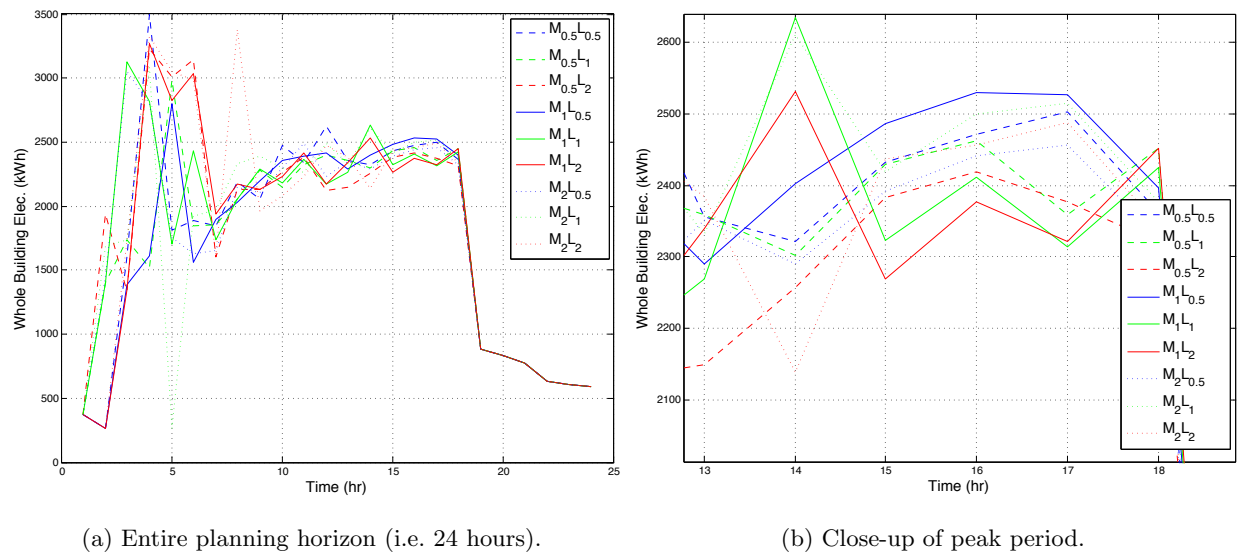 3500
3000
2500
2000
1500
1000
500
0
0 5 10 15 20 25
Whole Building Elec. (kWh)
Time (hr)
M0.5L0.5
M0.5L1
M0.5L2
M1L0.5
M1L1
M1L2
M2L0.5
M2L1
M2L2
(a) Entire planning horizon (i.e. 24 hours).
2600
2500
2400
2300
2200
2100
13 14 15 16 17 18
Whole Building Elec. (kWh)
Time (hr)
M0.5L0.5
M0.5L1
M0.5L2
M1L0.5
M1L1
M1L2
M2L0.5
M2L1
M2L2
(b) Close-up of peak period.